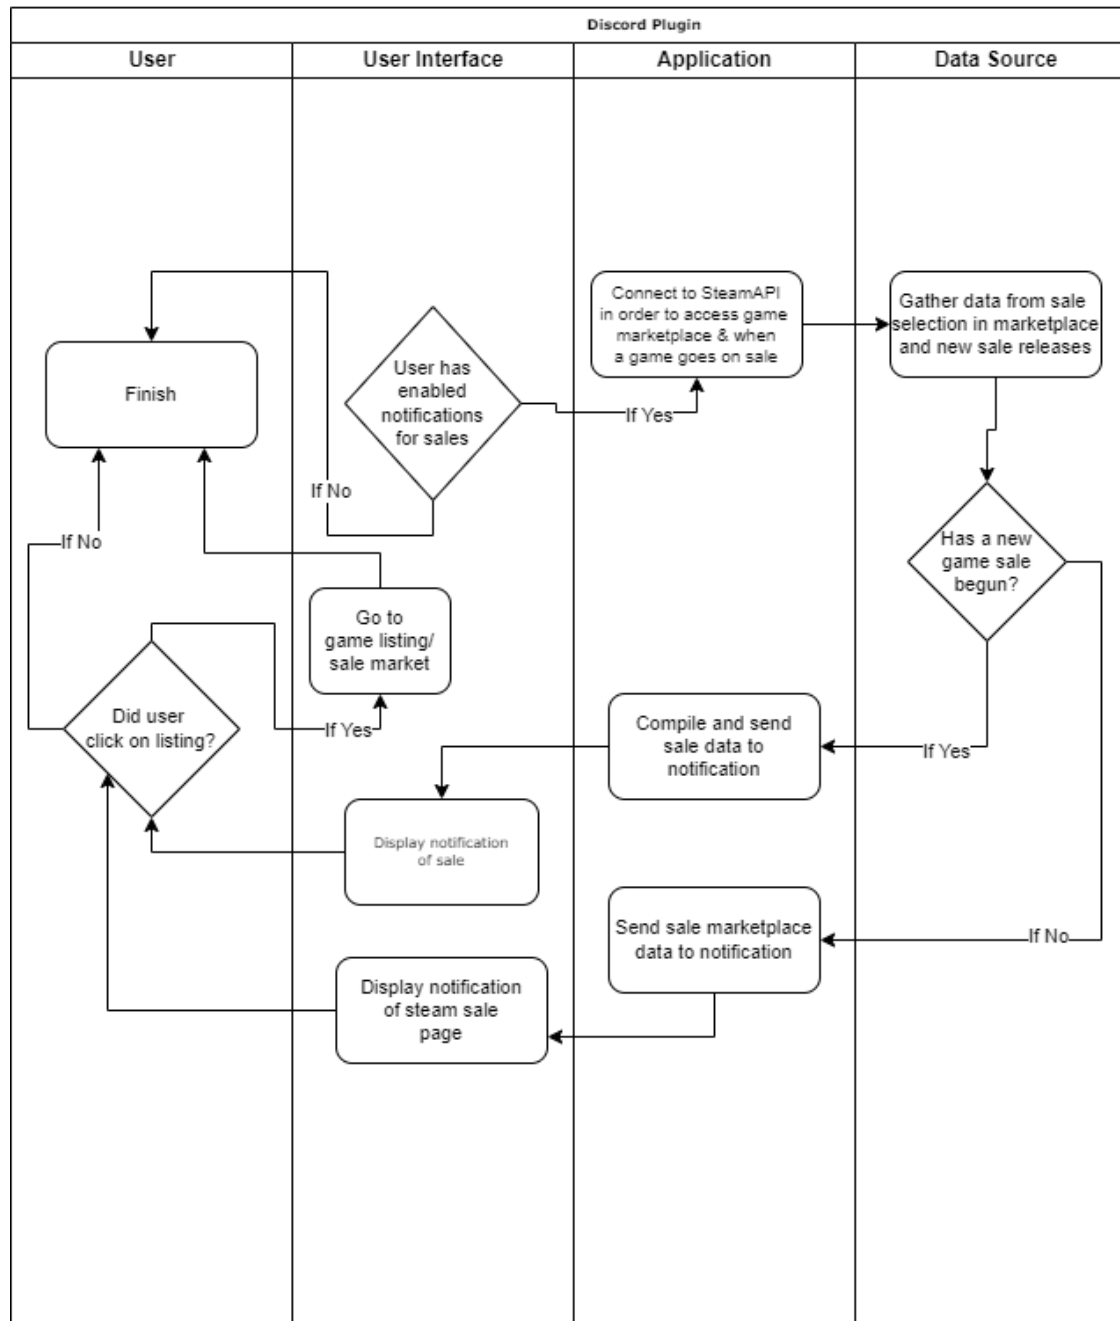 Discord Plugin
User
User Interface
Application
Data Source
Connect to SteamAPI
in order to access game
marketplace & when
a game goes on sale
Gather data from sale
selection in marketplace
and new sale releases
Finish
User has
enabled
notifications
for sales
If Yes
If No
If No
Has a new
game sale
begun?
Go to
game listing/
sale market
Did user
click on listing?
If Yes
Compile and send
sale data to
notification
If Yes
Display notification
of sale
Send sale marketplace
data to notification
If No
Display notification
of steam sale
page